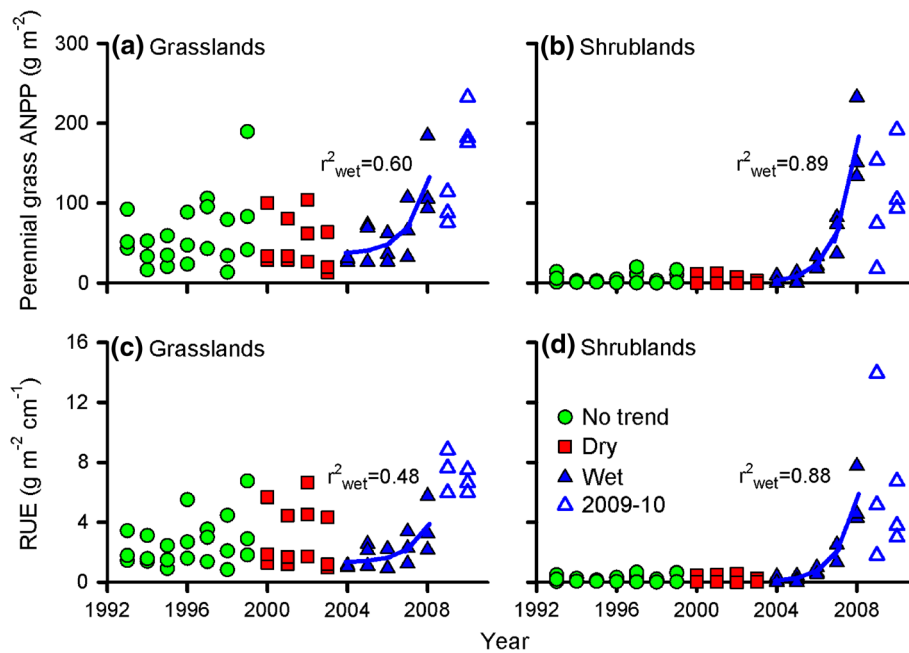 (a) Grasslands
(b) Shrublands
Perennial grass ANPP (g m⁻²)
300
200
100
0
r²wet=0.60
r²wet=0.89
(c) Grasslands
(d) Shrublands
RUE (g m⁻² cm⁻¹)
16
12
8
4
0
r²wet=0.48
No trend
Dry
Wet
2009-10
r²wet=0.88
1992 1996 2000 2004 2008 1992 1996 2000 2004 2008
Year